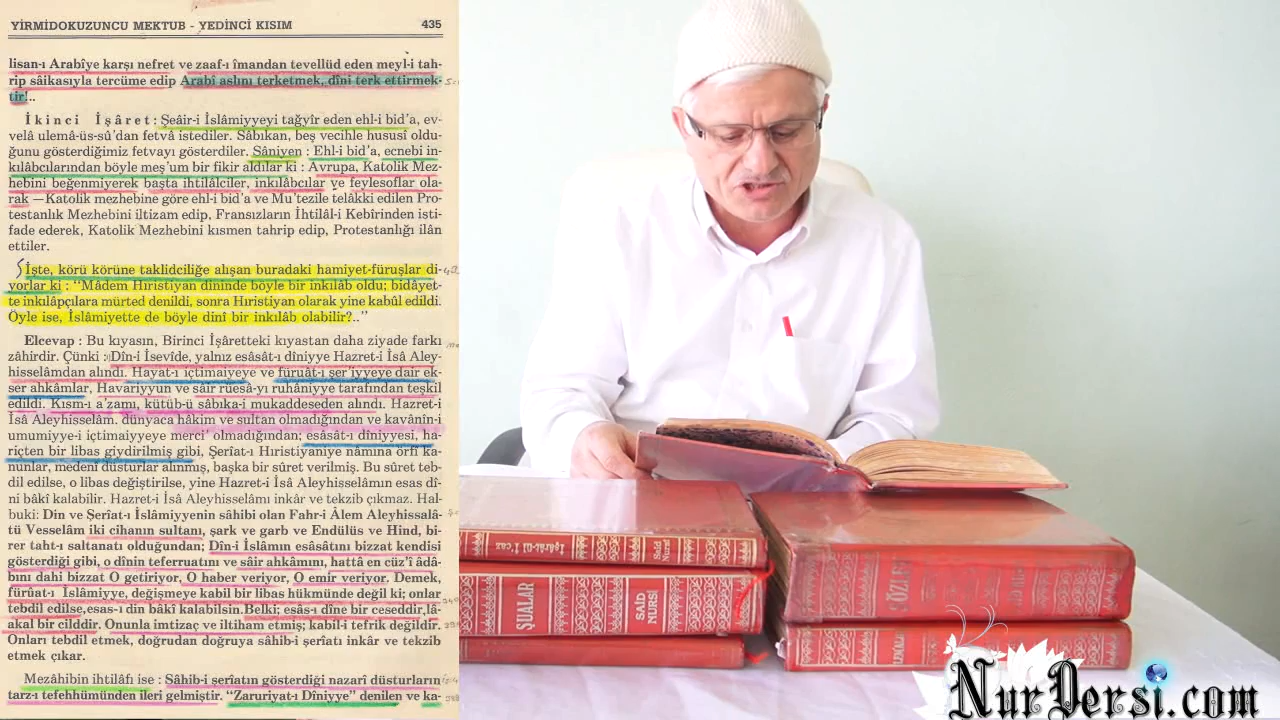 YİRMİDOKUZUNCU MEKTUB - YEDİNCİ KISIM 435
lisan-ı Arabîye karşı nefret ve zaaf-ı îmandan tevellüd eden meyl-i tah-
rip sâikasıyla tercüme edip Arabî aslını terketmek, dîni terk ettirmek-
tir!..
İkinci İşâret : Şeâir-i İslâmiyyeyi tağyîr eden ehl-i bid'a, ev-
velâ ulemâ-üs-sû'dan fetvâ istediler. Sâbıkan, beş vecihle hususî oldu-
ğunu gösterdiğimiz fetvayı gösterdiler. Sâniyen : Ehl-i bid'a, ecnebi in-
kılâbcılarından böyle meş'um bir fikir aldılar ki : Avrupa, Katolik Mez-
hebini beğenmiyerek başta ihtilâlciler, inkılâbcılar ve feylesoflar ola-
rak —Katolik mezhebine göre ehl-i bid'a ve Mu'tezile telâkki edilen Pro-
testanlık Mezhebini iltizam edip, Fransızların İhtilâl-i Kebîrinden isti-
fade ederek, Katolik Mezhebini kısmen tahrip edip, Protestanlığı ilân
ettiler.
İşte, körü körüne taklidciliğe alışan buradaki hamiyet-füruşlar di-
yorlar ki : "Mâdem Hıristiyan dîninde böyle bir inkılâb oldu; bidâyet-
te inkılâpçılara mürted denildi, sonra Hıristiyan olarak yine kabûl edildi.
Öyle ise, İslâmiyette de böyle dinî bir inkılâb olabilir?.."
Elcevap : Bu kıyasın, Birinci İşâretteki kıyastan daha ziyade farkı
zâhirdir. Çünki : Dîn-i İsevîde, yalnız esâsât-ı dîniyye Hazret-i İsâ Aley-
hisselâmdan alındı. Hayat-ı içtimaiyeye ve füruât-ı şer'iyyeye dair ek-
ser ahkâmlar, Havâriyyun ve sâir rüesâ-yı ruhâniyye tarafından teşkil
edildi. Kısm-ı a'zamı, kütüb-ü sâbıka-i mukaddeseden alındı. Hazret-i
İsâ Aleyhisselâm, dünyaca hâkim ve sultan olmadığından ve kavânîn-i
umumiyye-i içtimaiyyeye merci' olmadığından; esâsât-ı dîniyyesi, ha-
riçten bir libas giydirilmiş gibi, Şerîat-ı Hıristiyaniye nâmına örfî ka-
nunlar, medenî düsturlar alınmış, başka bir sûret verilmiş. Bu sûret teb-
dil edilse, o libas değiştirilse, yine Hazret-i İsâ Aleyhisselâmın esas dî-
ni bâkî kalabilir. Hazret-i İsâ Aleyhisselâmı inkâr ve tekzib çıkmaz. Hal-
buki: Din ve Şerîat-ı İslâmiyyenin sâhibi olan Fahr-i Âlem Aleyhissalâ-
tü Vesselâm iki cihanın sultanı, şark ve garb ve Endülüs ve Hind, bi-
rer taht-ı saltanatı olduğundan; Dîn-i İslâmın esâsâtını bizzat kendisi
gösterdiği gibi, o dînin teferruatını ve sâir ahkâmını, hattâ en cüz'î âdâ-
bını dahi bizzat O getiriyor, O haber veriyor, O emir veriyor. Demek,
fürûat-ı İslâmiyye, değişmeye kabil bir libas hükmünde değil ki; onlar
tebdil edilse, esas-ı din bâkî kalabilsin. Belki; esâs-ı dîne bir ceseddir, lâ-
akal bir cilddir. Onunla imtizaç ve iltiham etmiş; kabil-i tefrik değildir.
Onları tebdil etmek, doğrudan doğruya sâhib-i şerîatı inkâr ve tekzib
etmek çıkar.
Mezâhibin ihtilâfı ise : Sâhib-i şerîatın gösterdiği nazarî düsturların
tarz-ı tefehhümünden ileri gelmiştir. "Zaruriyat-ı Dîniyye" denilen ve ka-
İşârât-ül İ'caz
Said Nursî
ŞUALAR
SAİD NURSİ
SÖZLER
NurDersi.com